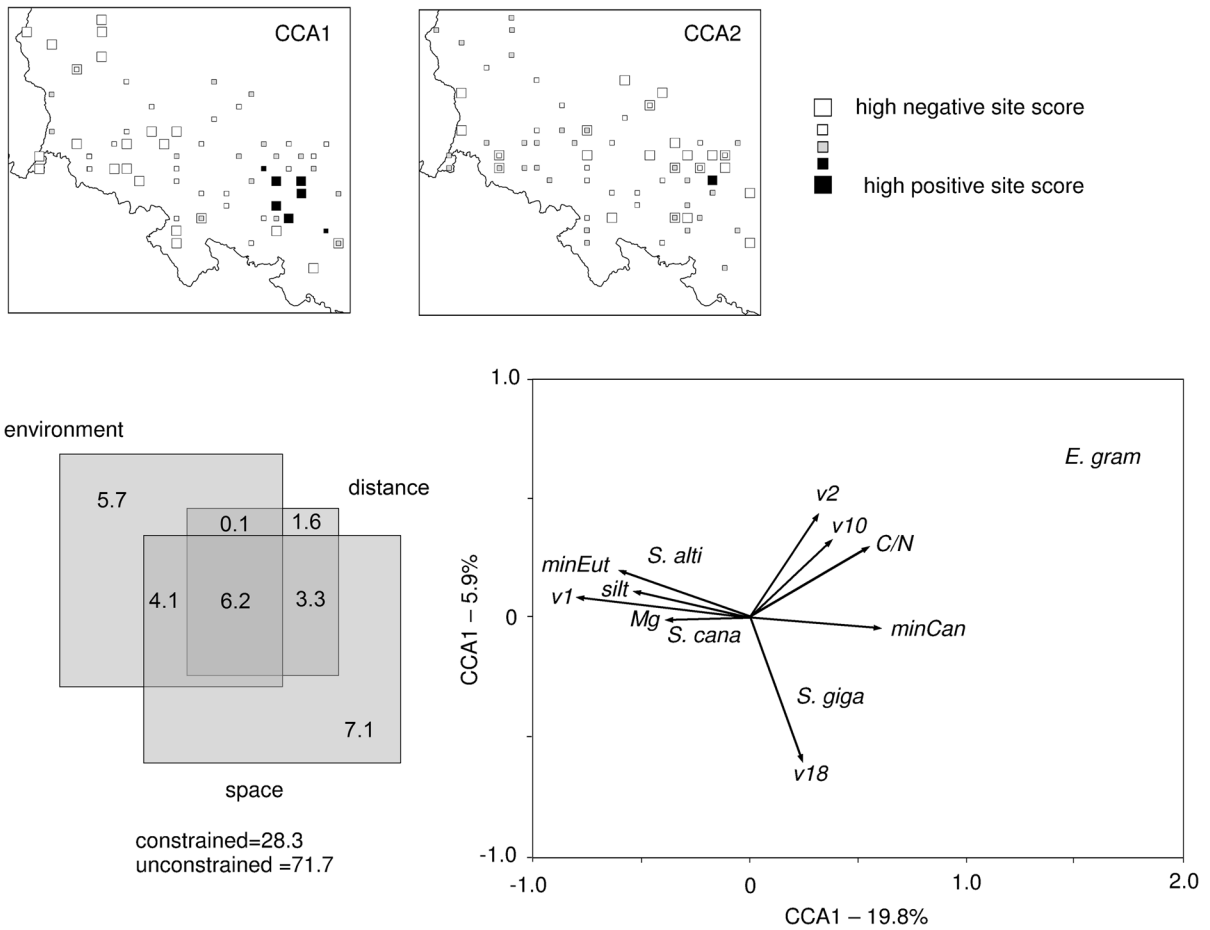 CCA1
CCA2
high negative site score
high positive site score
environment
distance
5.7
0.1
1.6
4.1
6.2
3.3
7.1
space
constrained=28.3
unconstrained =71.7
1.0
0
-1.0
CCA1 – 5.9%
E. gram
v2
v10
C/N
S. alti
minEut
silt
v1
Mg
S. cana
minCan
S. giga
v18
-1.0
0
1.0
2.0
CCA1 – 19.8%